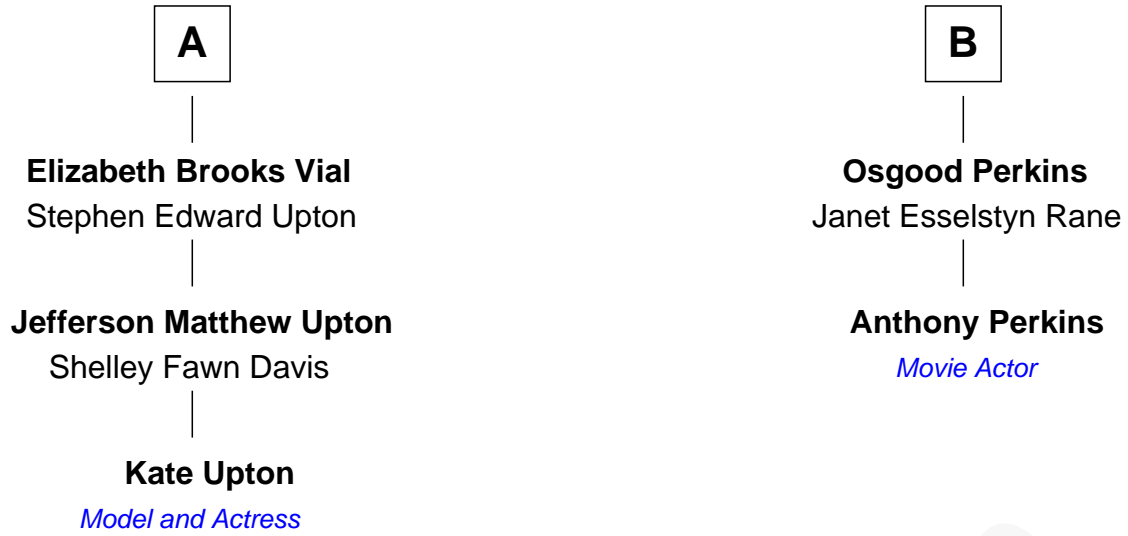 A
Elizabeth Brooks Vial
Stephen Edward Upton
Jefferson Matthew Upton
Shelley Fawn Davis
Kate Upton
Model and Actress
B
Osgood Perkins
Janet Esselstyn Rane
Anthony Perkins
Movie Actor